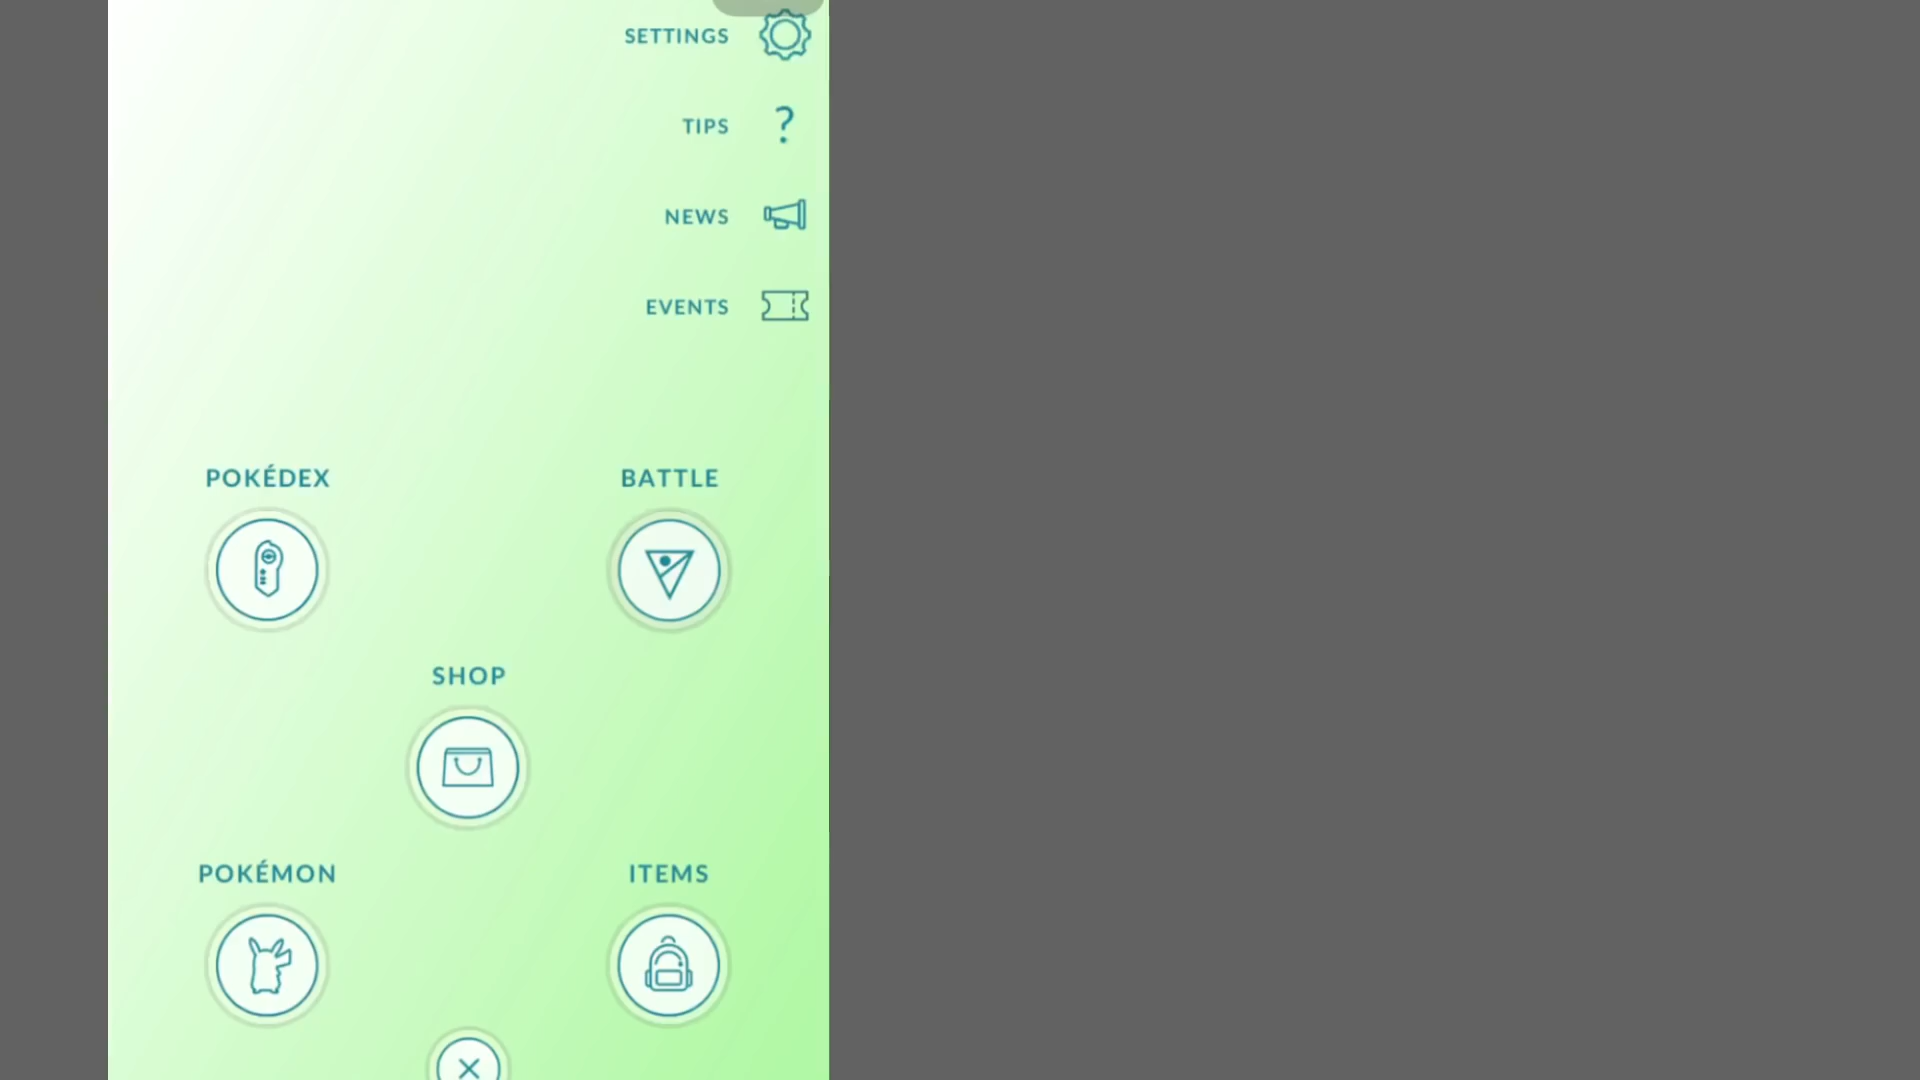 SETTINGS
TIPS
?
NEWS
EVENTS
POKÉDEX
BATTLE
SHOP
POKÉMON
ITEMS